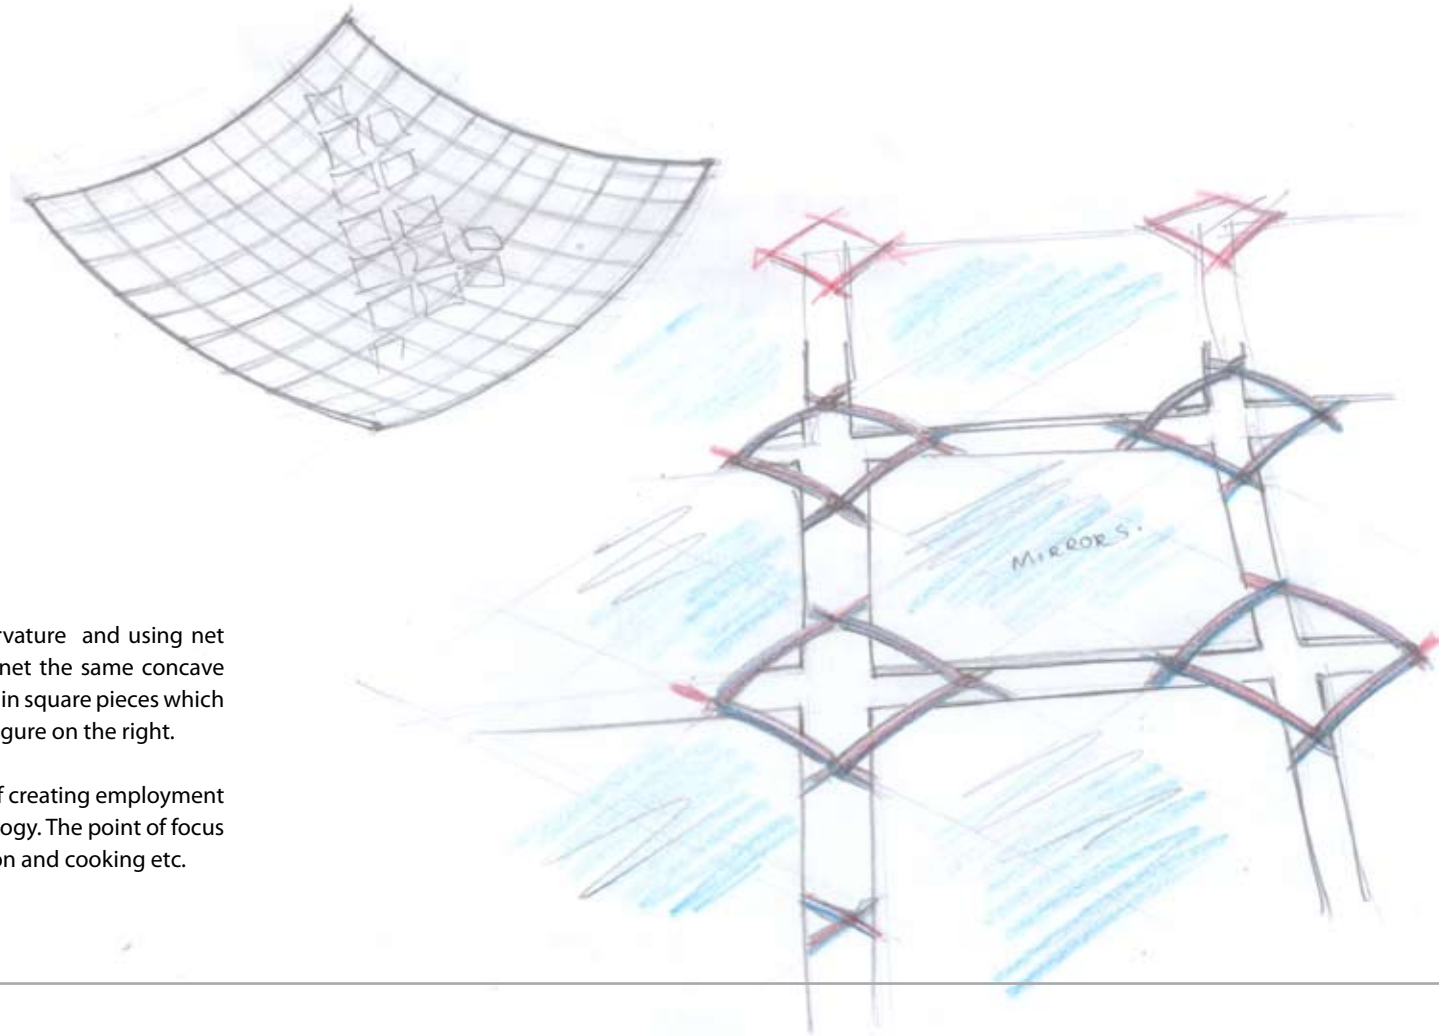 rvature and using net
net the same concave
in square pieces which
gure on the right.
f creating employment
ogy. The point of focus
on and cooking etc.
MIRRORS.